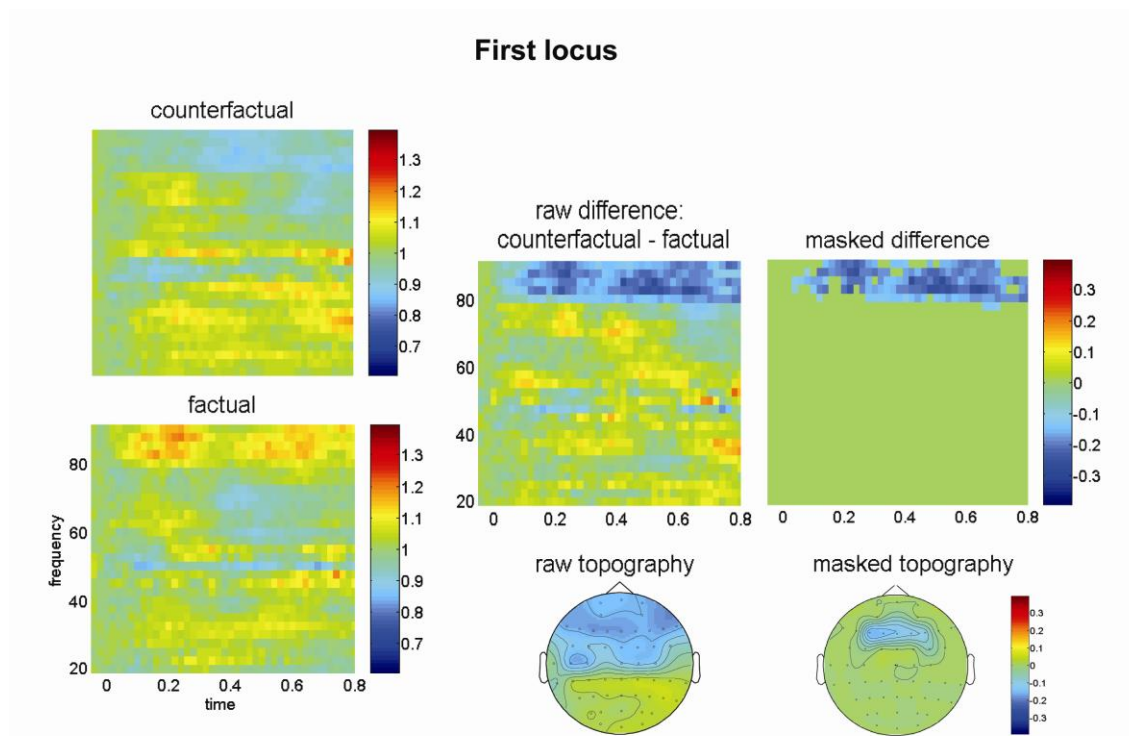 First locus
counterfactual
1.3
1.2
1.1
1
0.9
0.8
0.7
factual
80
60
40
20
frequency
0 0.2 0.4 0.6 0.8
time
1.3
1.2
1.1
1
0.9
0.8
0.7
raw difference:
counterfactual - factual
80
60
40
20
0 0.2 0.4 0.6 0.8
masked difference
0 0.2 0.4 0.6 0.8
0.3
0.2
0.1
0
-0.1
-0.2
-0.3
raw topography
masked topography
0.3
0.2
0.1
0
-0.1
-0.2
-0.3